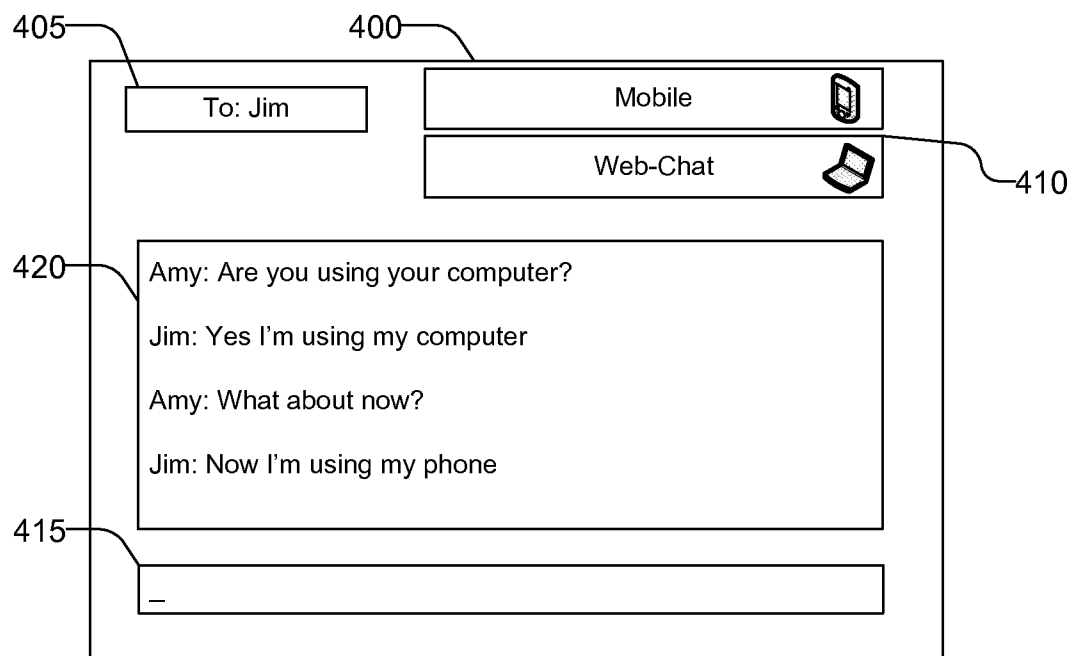 405
400
To: Jim
Mobile
Web-Chat
410
420
Amy: Are you using your computer?
Jim: Yes I'm using my computer
Amy: What about now?
Jim: Now I'm using my phone
415
_